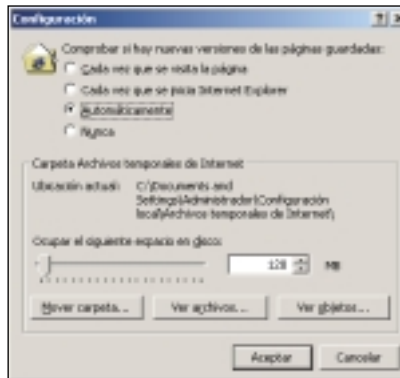 Configuración
Comprobar si hay nuevas versiones de las páginas guardadas:
Cada vez que se visita la página
Cada vez que se inicia Internet Explorer
Automáticamente
Nunca
Carpeta Archivos temporales de Internet
Ubicación actual: C:\Documents and
Settings\Administrador\Configuración
local\Archivos temporales de Internet\
Ocupar el siguiente espacio en disco:
128 MB
Mover carpeta... Ver archivos... Ver objetos...
Aceptar Cancelar